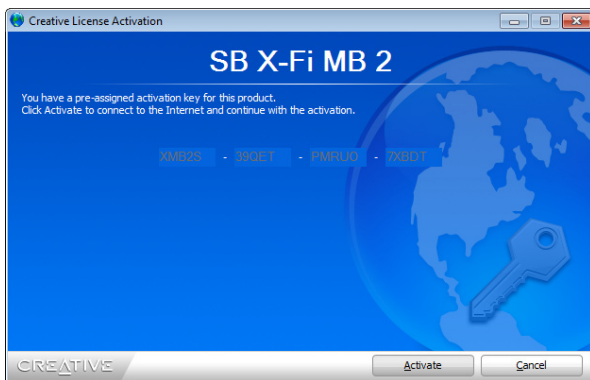 Creative License Activation
SB X-Fi MB 2
You have a pre-assigned activation key for this product.
Click Activate to connect to the Internet and continue with the activation.
XMB2S - 39QET - PMRUO - 7XBDT
CREATIVE
Activate
Cancel